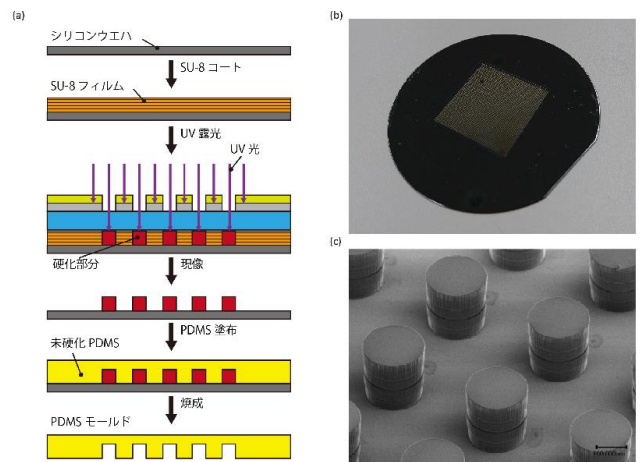 (a)
シリコンウエハ
SU-8 コート
SU-8 フィルム
UV 露光
UV 光
硬化部分
現像
PDMS 塗布
未硬化 PDMS
焼成
PDMS モールド
(b)
(c)